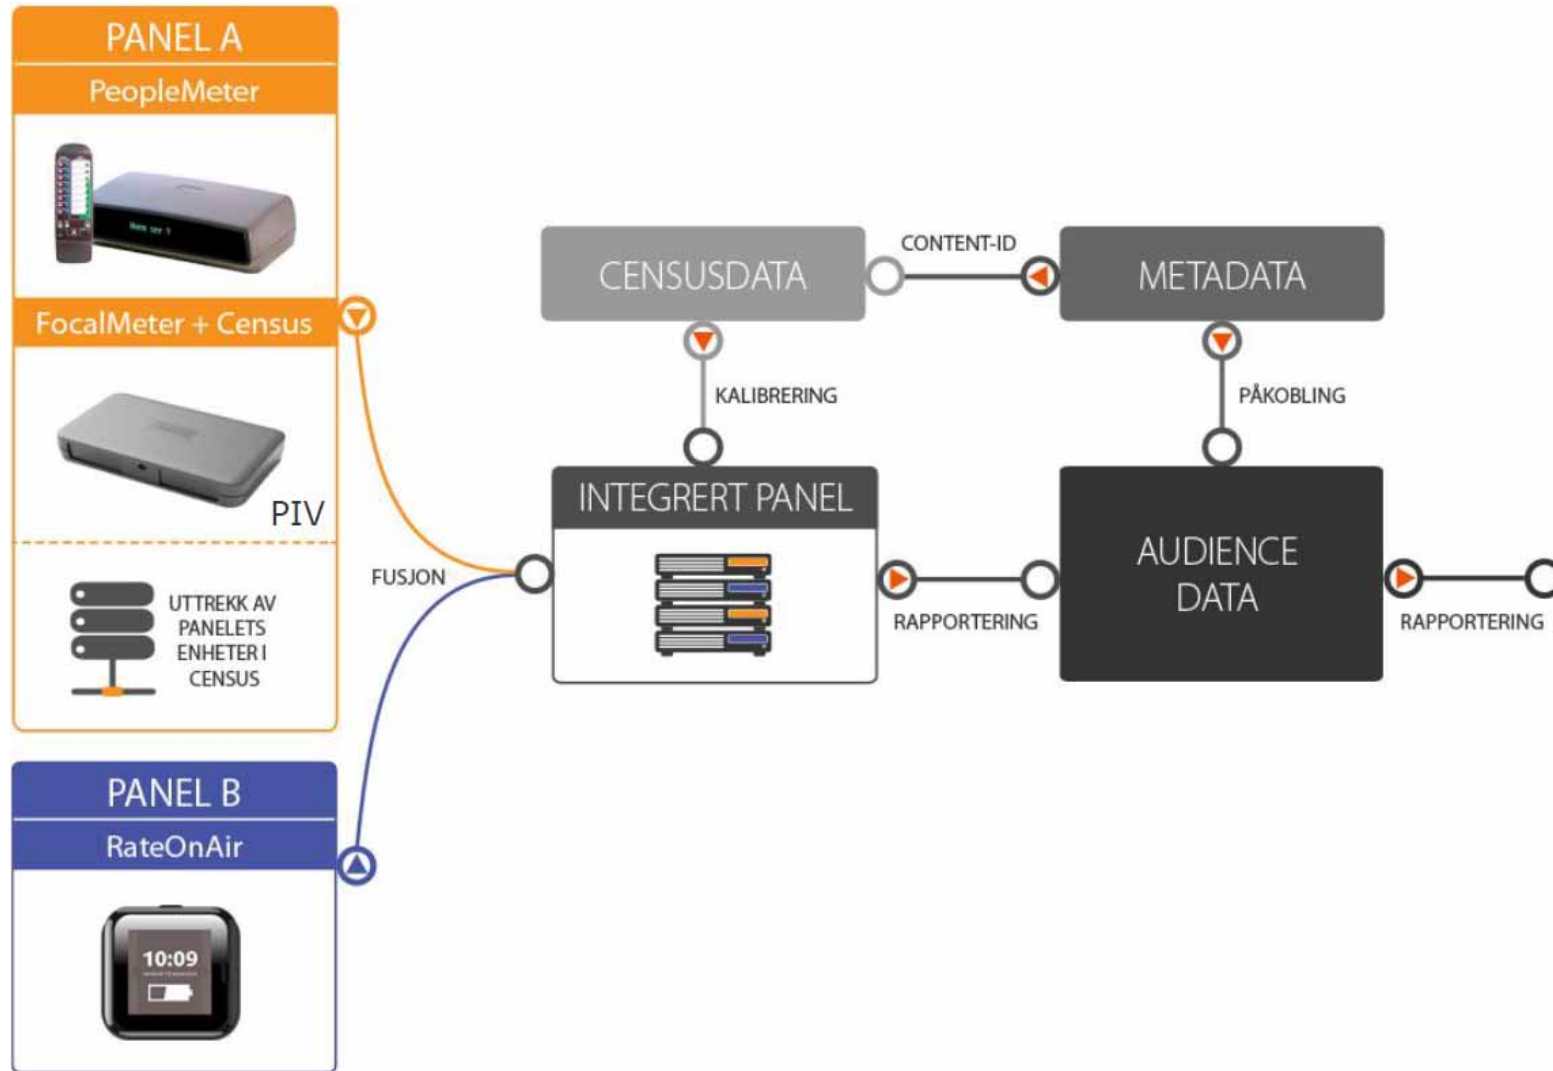 PANEL A
PeopleMeter
FocalMeter + Census
PIV
UTTREKK AV
PANELETS
ENHETER I
CENSUS
PANEL B
RateOnAir
10:09
FUSJON
CENSUSDATA
CONTENT-ID
METADATA
KALIBRERING
PÅKOBLING
INTEGRERT PANEL
RAPPORTERING
AUDIENCE
DATA
RAPPORTERING